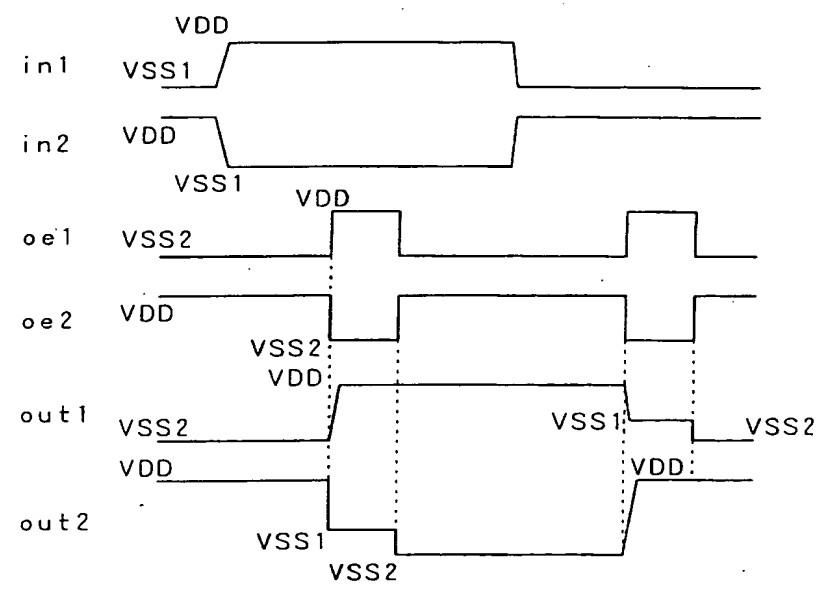 VDD
in1 VSS1
in2 VDD
VSS1
VDD
oe1 VSS2
oe2 VDD
VSS2
VDD
out1 VSS2 VSS1 VSS2
VDD VDD
out2 VSS1
VSS2